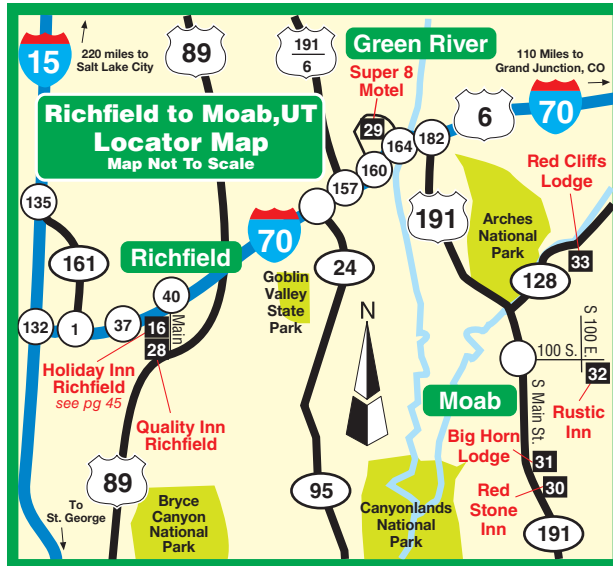 15
220 miles to
Salt Lake City
89
191
6
Green River
110 Miles to
Grand Junction, CO
Super 8
Motel
29
6
70
Richfield to Moab,UT
Locator Map
Map Not To Scale
182
164
160
157
Red Cliffs
Lodge
135
191
Arches
National
Park
33
161
Richfield
70
24
128
Goblin
Valley
State
Park
40
N
132
1
37
16
Main
28
Holiday Inn
Richfield
see pg 45
Quality Inn
Richfield
100 S.
S 100 E.
32
Rustic
Inn
Moab
S Main St.
Big Horn
Lodge
31
89
95
Red
Stone
Inn
30
To
St. George
Bryce
Canyon
National
Park
Canyonlands
National
Park
191